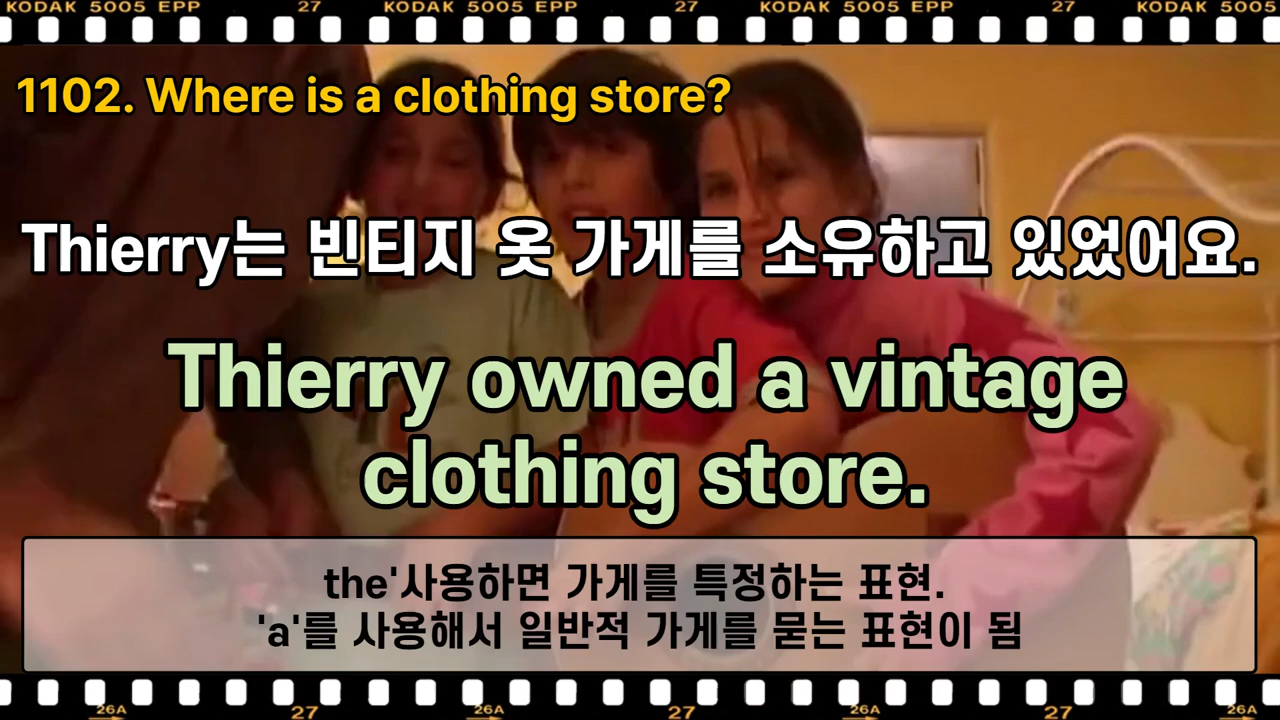 KODAK 5005 EPP 27 KODAK 5005 EPP 27 KODAK 5005 EPP 27 KODAK 5005
1102. Where is a clothing store?
Thierry는 빈티지 옷 가게를 소유하고 있었어요.
Thierry owned a vintage
clothing store.
the'사용하면 가게를 특정하는 표현.
'a'를 사용해서 일반적 가게를 묻는 표현이 됨
26A 27 26A 27 26A 27 26A